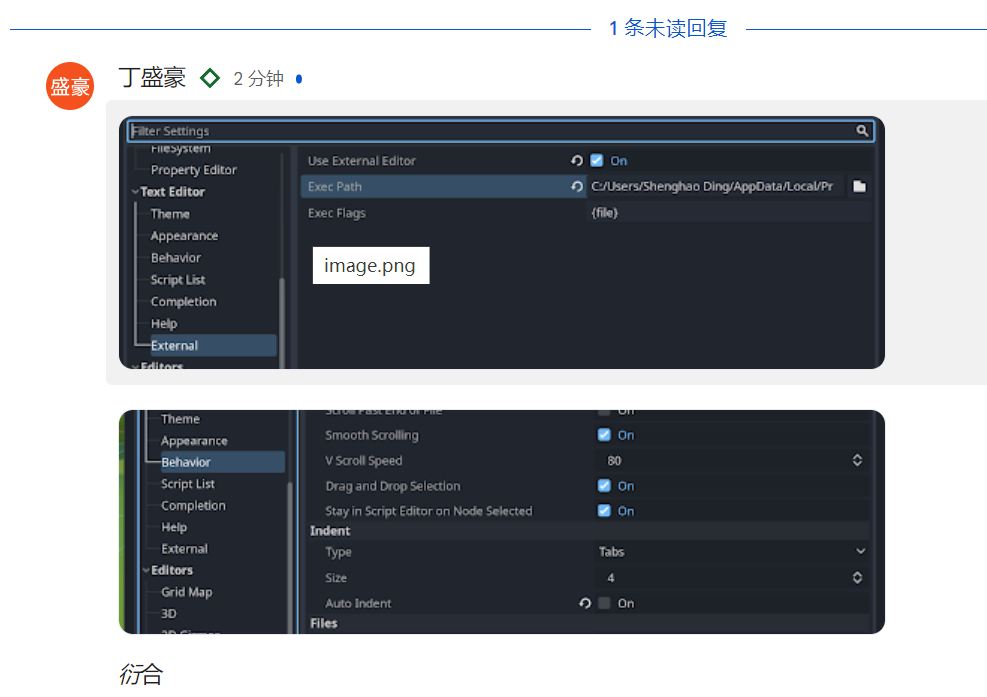 1 条未读回复
盛豪
丁盛豪
2 分钟
Filter Settings
FileSystem
Property Editor
Text Editor
Theme
Appearance
Behavior
Script List
Completion
Help
External
Editors
Use External Editor
On
Exec Path
C:/Users/Shenghao Ding/AppData/Local/Pr
Exec Flags
{file}
image.png
Theme
Appearance
Behavior
Script List
Completion
Help
External
Editors
Grid Map
3D
3D Gizmos
Scroll Past End of File
On
Smooth Scrolling
On
V Scroll Speed
80
Drag and Drop Selection
On
Stay in Script Editor on Node Selected
On
Indent
Type
Tabs
Size
4
Auto Indent
On
Files
衍合